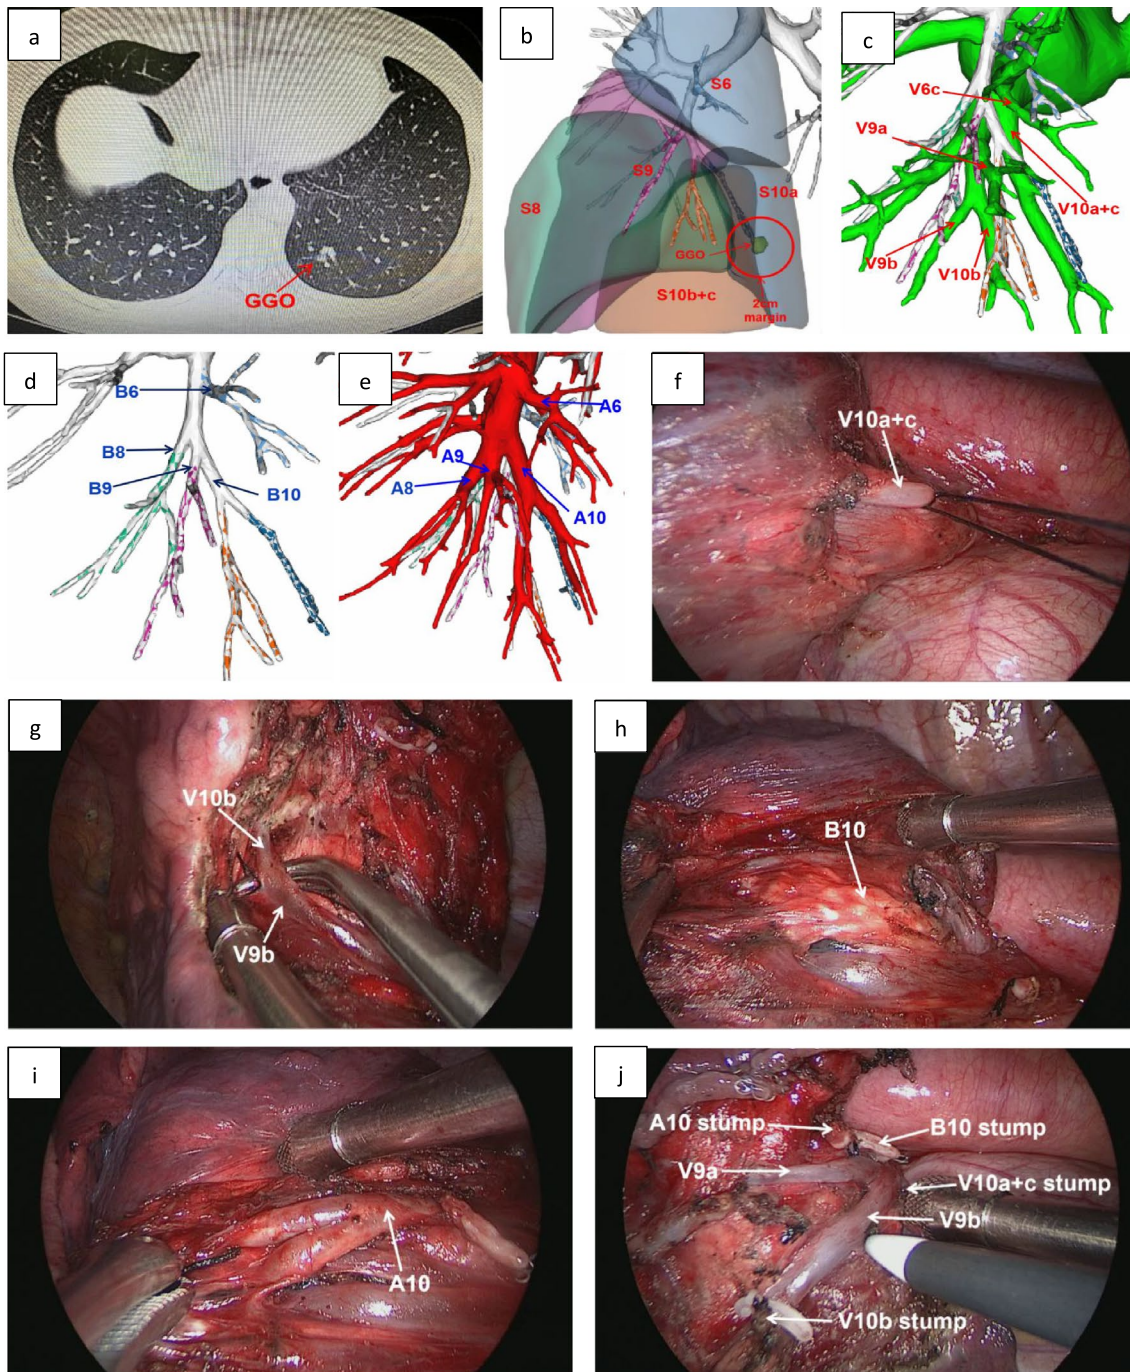 a
GGO
b
S6
S9
S10a
S8
GGO
S10b+c
2cm
margin
c
V6c
V9a
V10a+c
V9b
V10b
d
B6
B8
B9
B10
e
A6
A9
A8
A10
f
V10a+c
g
V10b
V9b
h
B10
i
A10
j
A10 stump
B10 stump
V9a
V10a+c stump
V9b
V10b stump